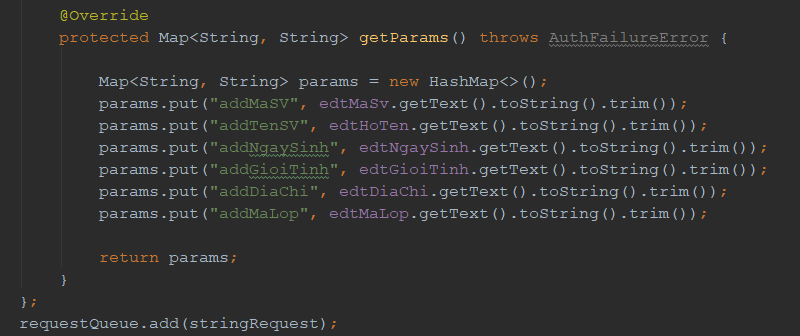 @Override
protected Map<String, String> getParams() throws AuthFailureError {
Map<String, String> params = new HashMap<>();
params.put("addMaSV", edtMaSv.getText().toString().trim());
params.put("addTenSV", edtHoTen.getText().toString().trim());
params.put("addNgaySinh", edtNgaySinh.getText().toString().trim());
params.put("addGioiTinh", edtGioiTinh.getText().toString().trim());
params.put("addDiaChi", edtDiaChi.getText().toString().trim());
params.put("addMaLop", edtMaLop.getText().toString().trim());
return params;
}
};
requestQueue.add(stringRequest);